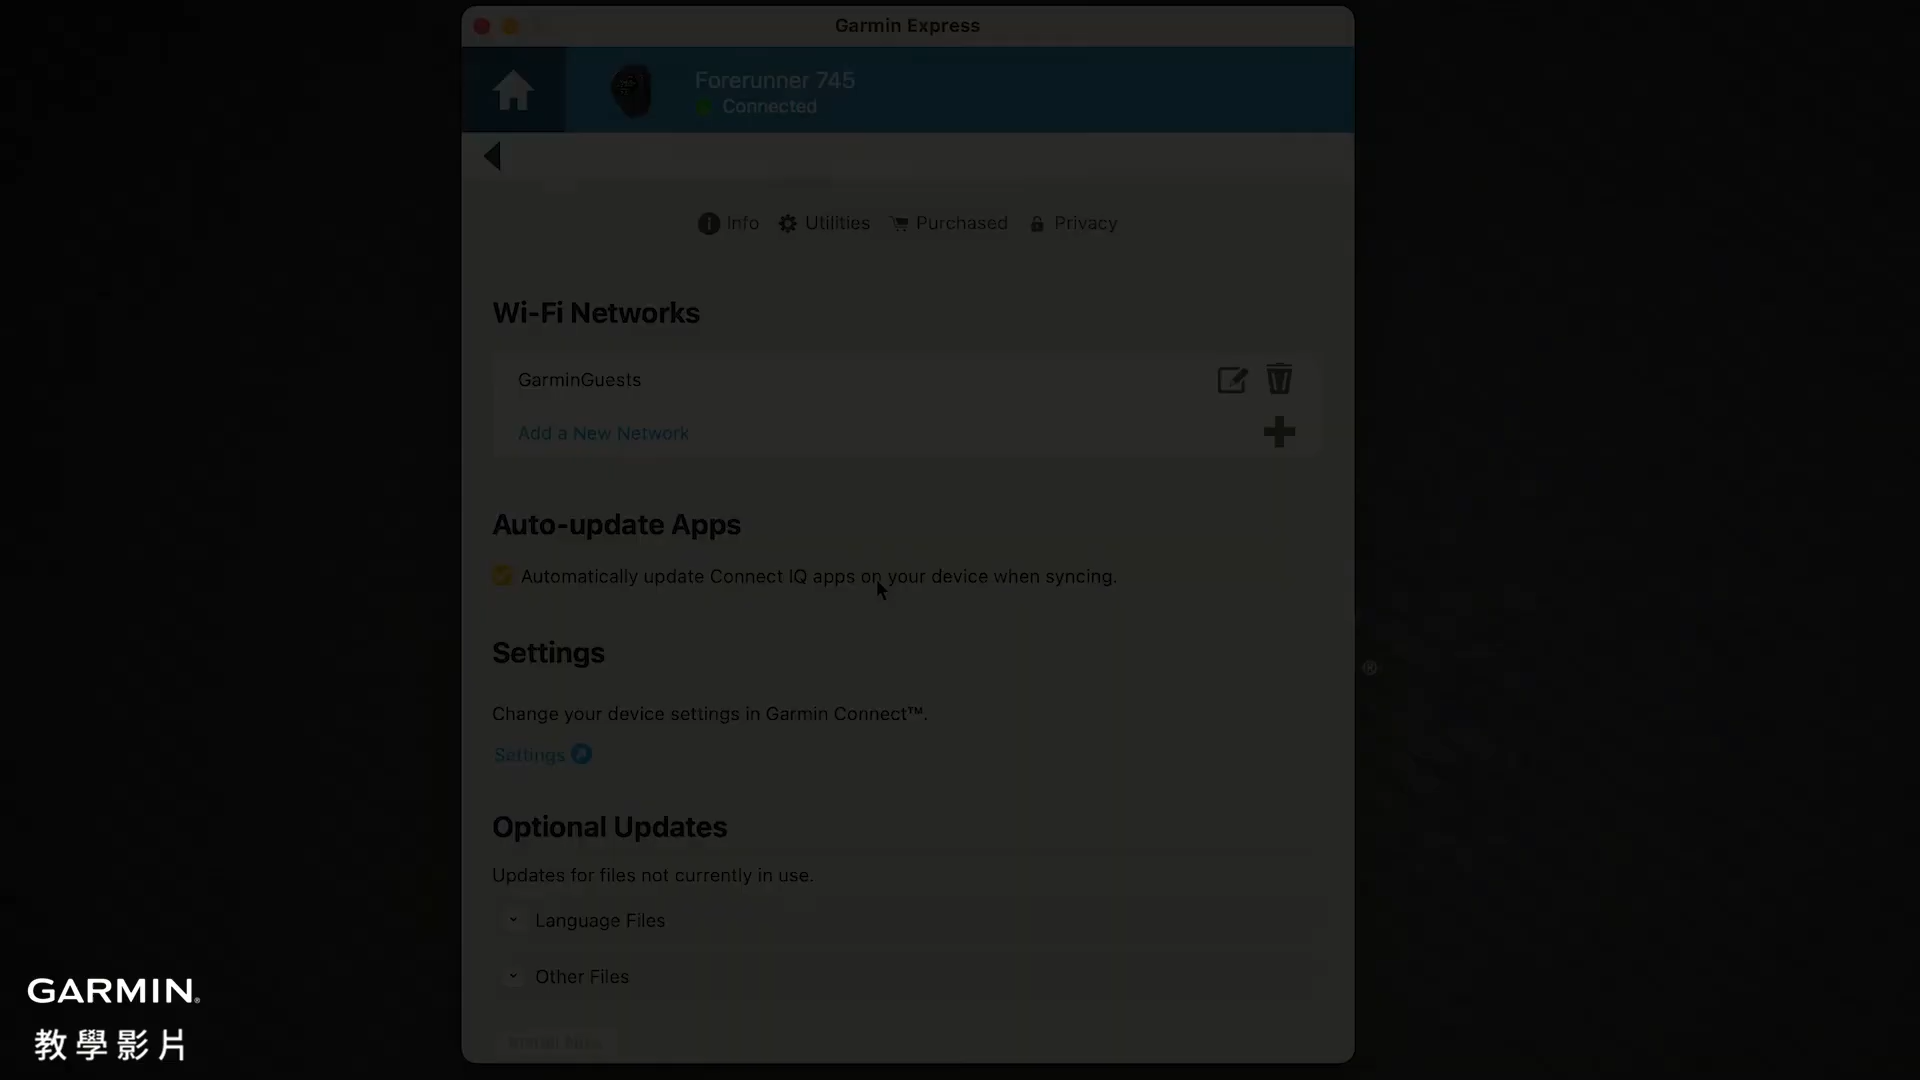 Garmin Express
Forerunner 745
Connected
Info Utilities Purchased Privacy
Wi-Fi Networks
GarminGuests
Add a New Network
Auto-update Apps
Automatically update Connect IQ apps on your device when syncing.
Settings
Change your device settings in Garmin Connect™.
Settings
Optional Updates
Updates for files not currently in use.
Language Files
Other Files
GARMIN®
教學影片